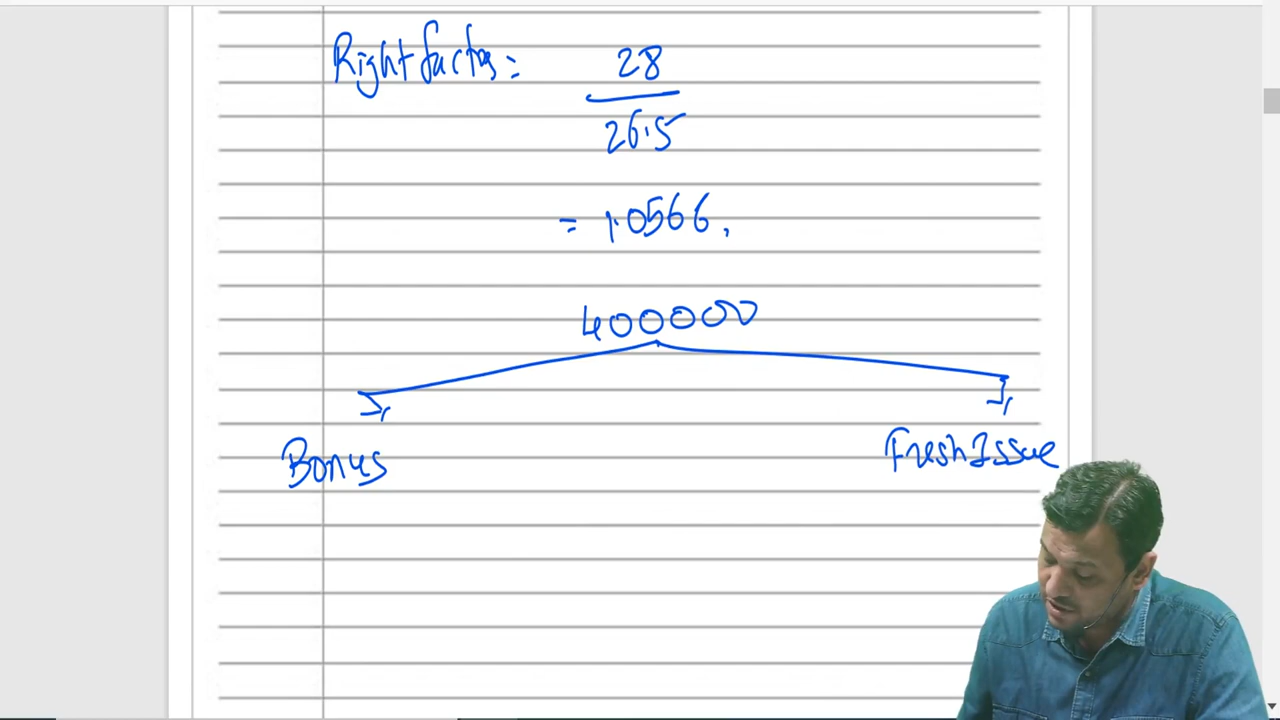 Right factor = 28
26.5
= 1.0566,
400000
Bonus Fresh Issue